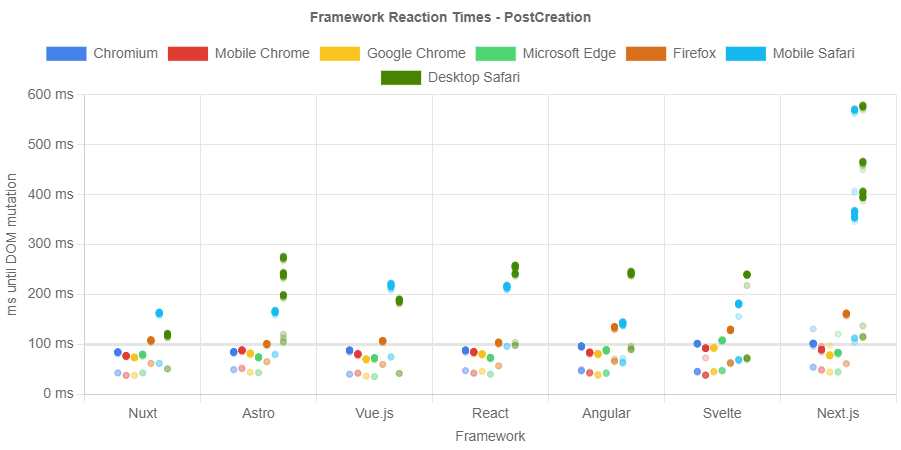 Framework Reaction Times - PostCreation
Chromium Mobile Chrome Google Chrome Microsoft Edge Firefox Mobile Safari
Desktop Safari
600 ms
500 ms
400 ms
300 ms
200 ms
100 ms
0 ms
ms until DOM mutation
Nuxt Astro Vue.js React Angular Svelte Next.js
Framework